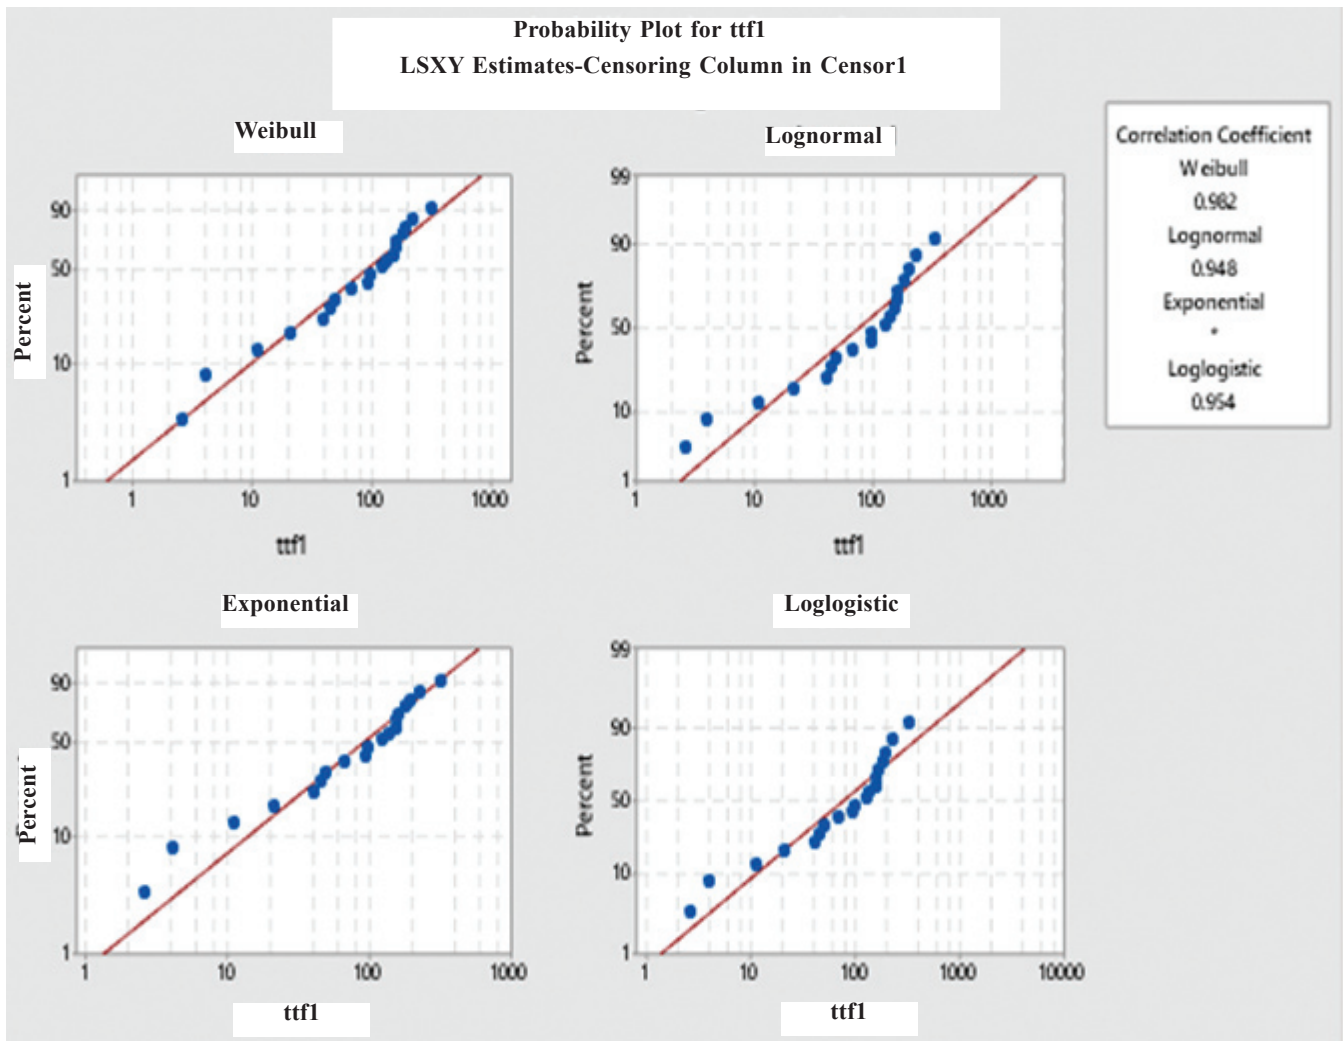 Probability Plot for ttf1
LSXY Estimates-Censoring Column in Censor1
Weibull
90
50
10
1
Percent
1 10 100 1000
ttf1
Lognormal
99
90
50
10
1
Percent
1 10 100 1000
ttf1
Correlation Coefficient
Weibull
0.982
Lognormal
0.948
Exponential
*
Loglogistic
0.954
Exponential
90
50
10
1
Percent
1 10 100 1000
ttf1
Loglogistic
99
90
50
10
1
Percent
1 10 100 1000 10000
ttf1